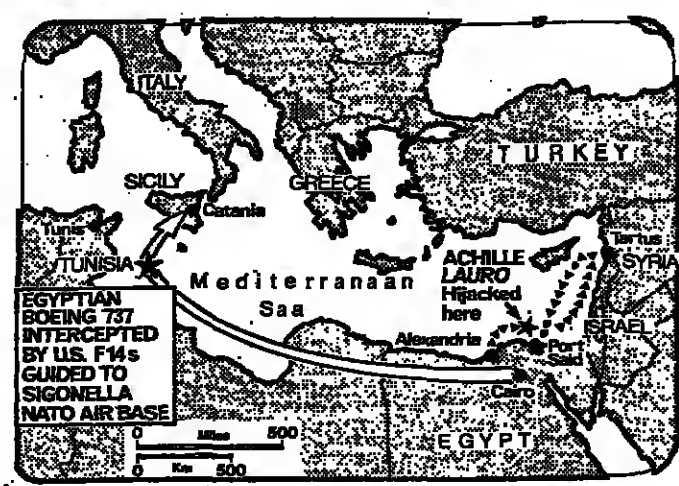 ITALY
TURKEY
SICILY
GREECE
Catania
Tunis
TUNISIA
ACHILLE
LAURO
Hijacked
here
Tartus
SYRIA
Mediterranaan
Saa
ISRAEL
Alexandria
Port
Said
Cairo
EGYPTIAN
BOEING 737
INTERCEPTED
BY U.S. F14s
GUIDED TO
SIGONELLA
NATO AIR BASE
0 Miles 500
0 Km 500
EGYPT